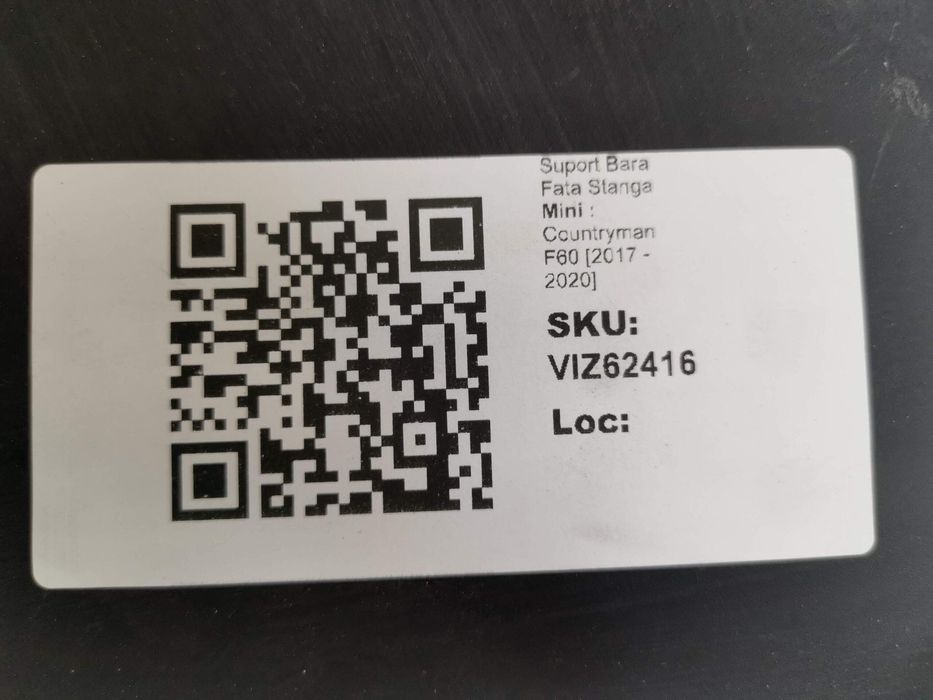 Suport Bara
Fata Stanga
Mini :
Countryman
F60 [2017 -
2020]
SKU:
VIZ62416
Loc: